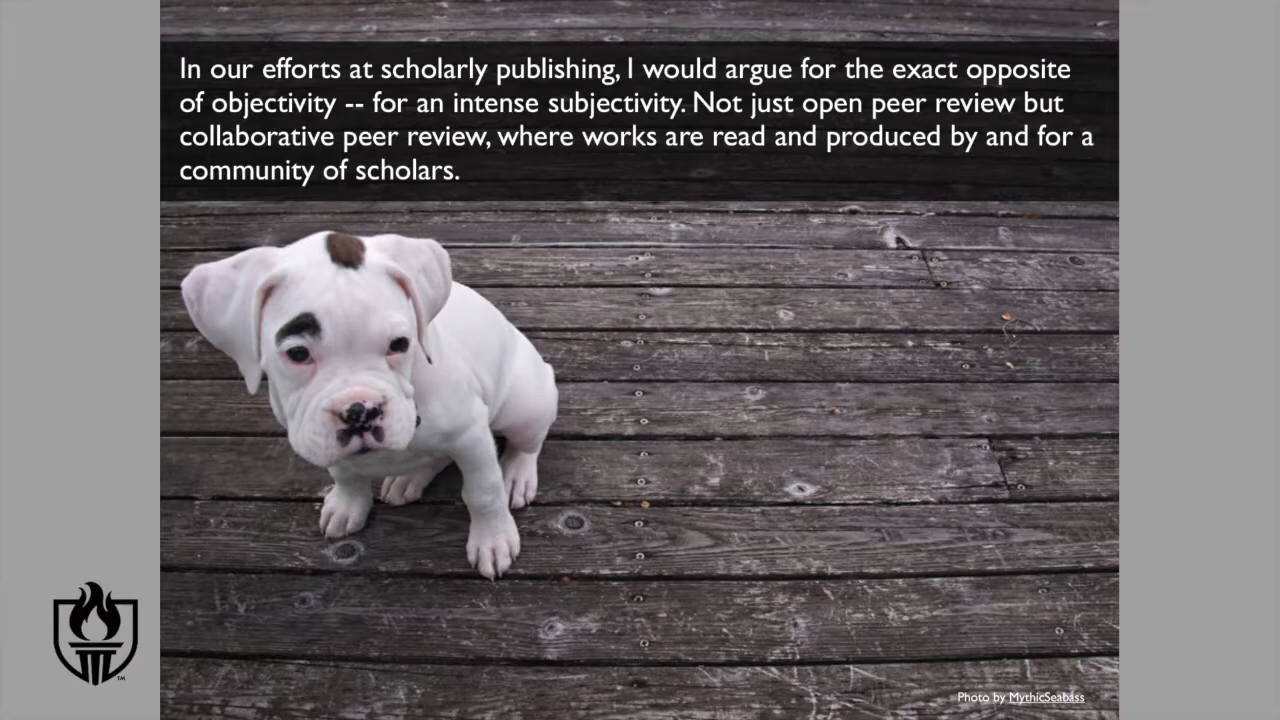 In our efforts at scholarly publishing, I would argue for the exact opposite
of objectivity -- for an intense subjectivity. Not just open peer review but
collaborative peer review, where works are read and produced by and for a
community of scholars.
TM
Photo by MythicSeabass